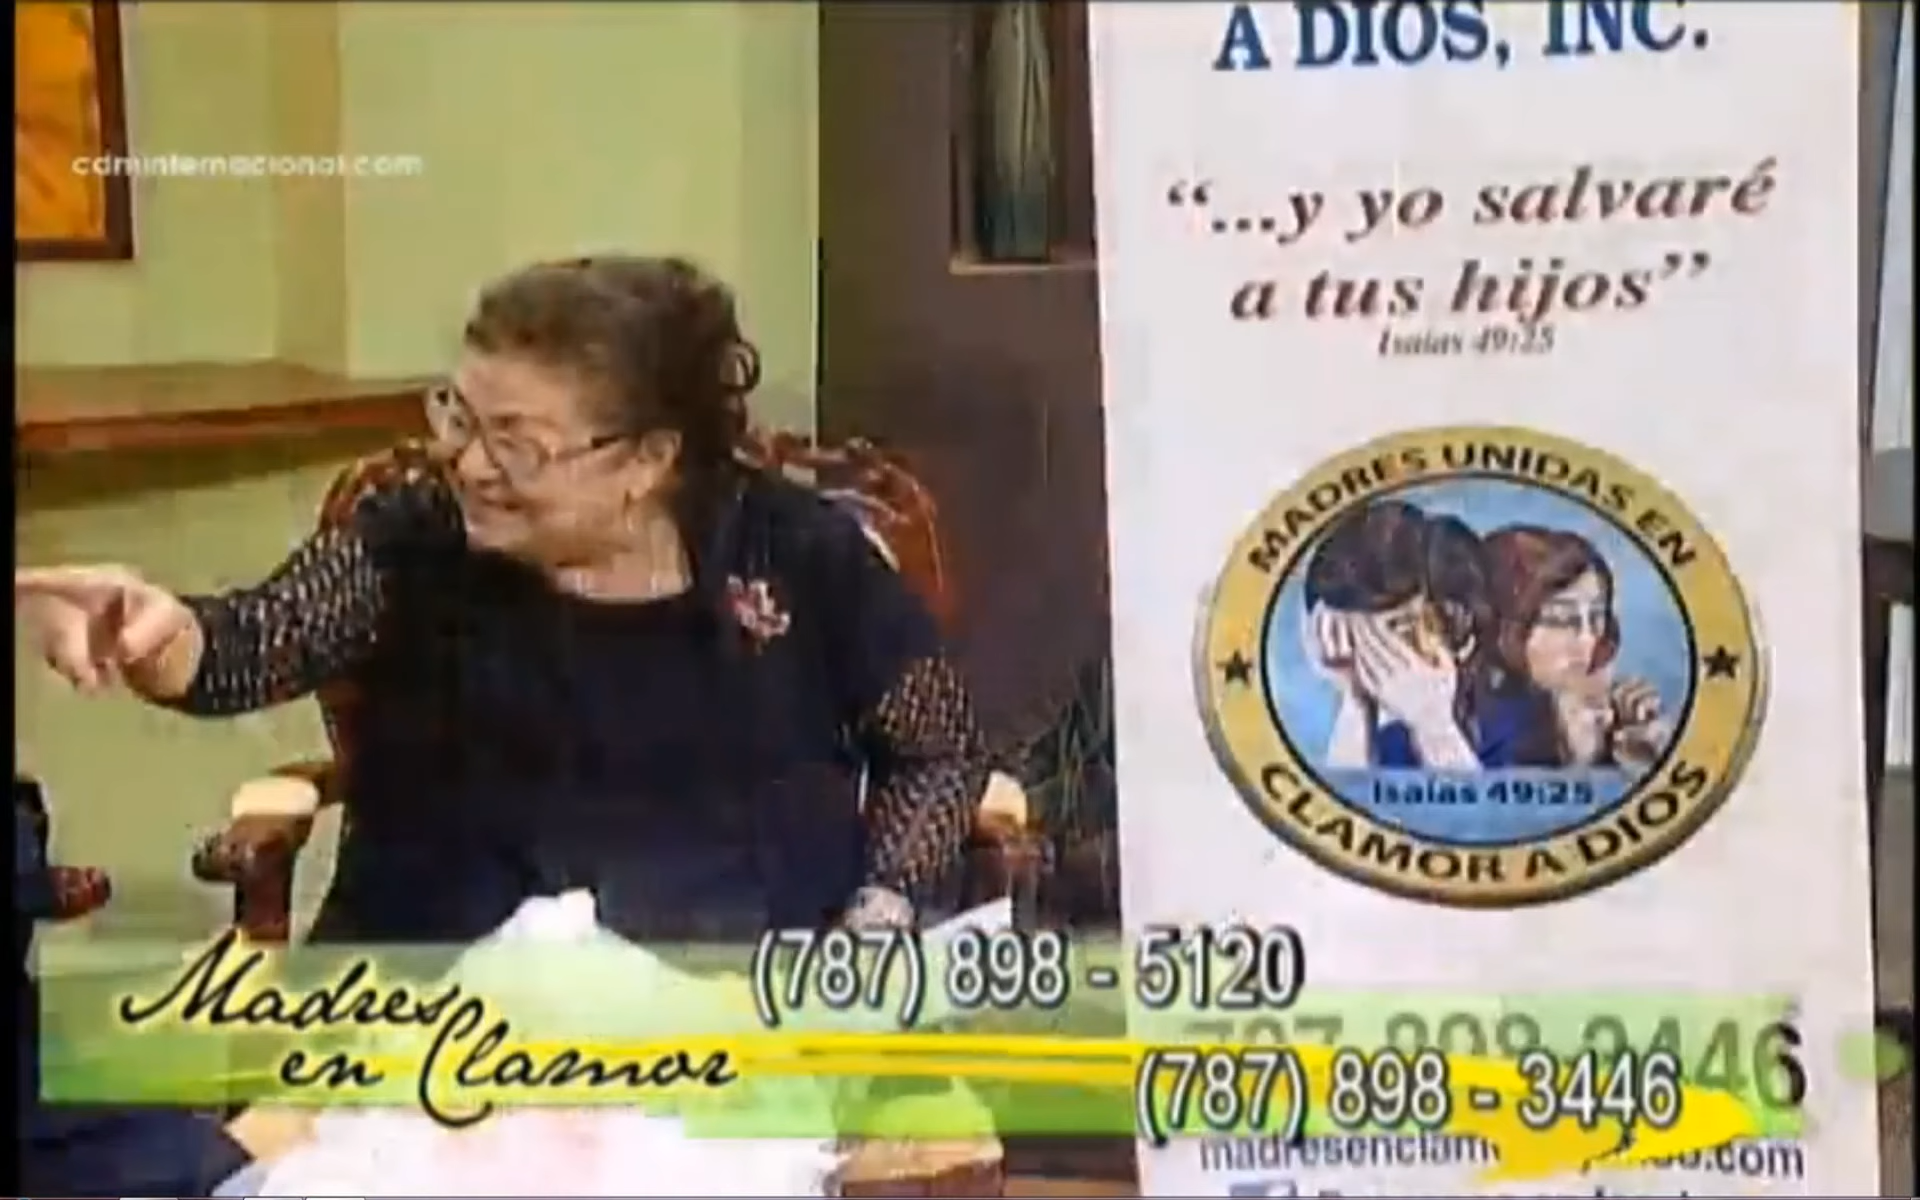 cdminternacional.com
A DIOS, INC.
“...y yo salvaré
a tus hijos”
Isaías 49:25
MADRES UNIDAS EN
CLAMOR A DIOS
Isaías 49:25
Madres
en Clamor
(787) 898 - 5120
(787) 898 - 3446